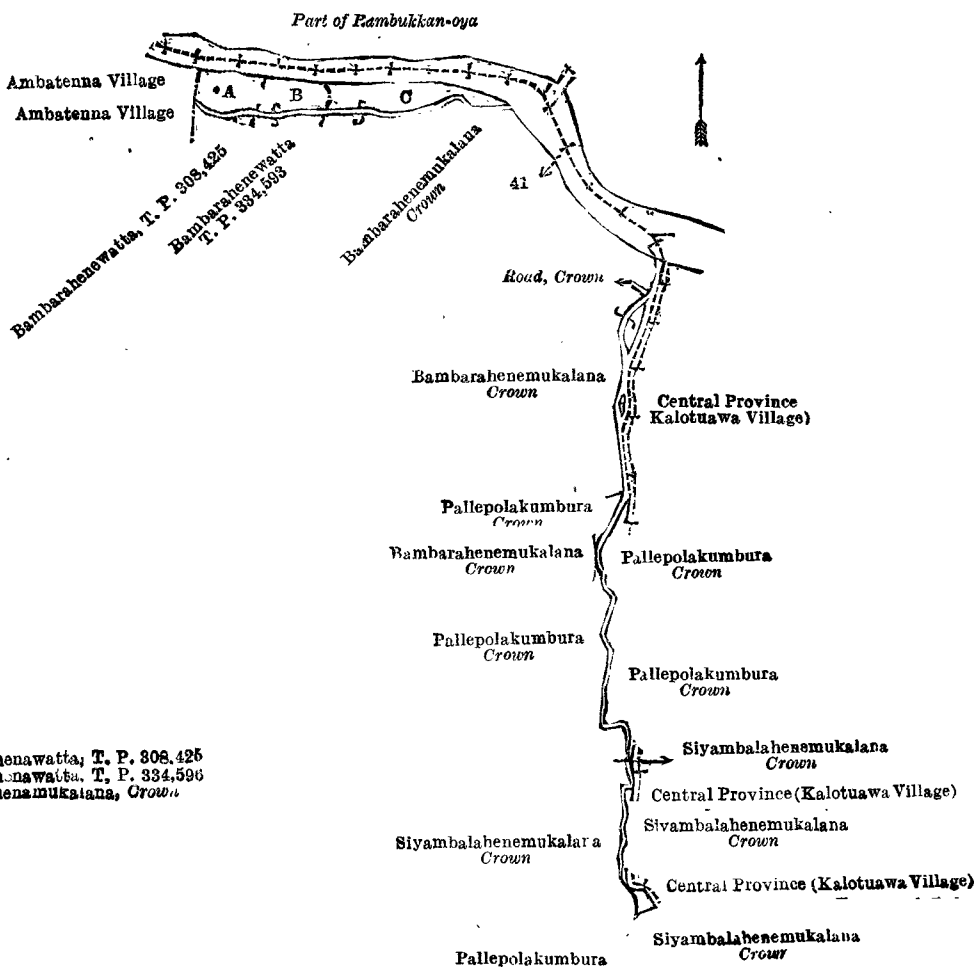 Part of Rambukkan-oya
Ambatenna Village
Ambatenna Village
A
B
C
Bambarahenewatta, T. P. 308,425
Bambarahenewatta
T. P. 334,593
Bambarahenemukalana
Crown
41
Road, Crown
Bambarahenemukalana
Crown
Central Province
Kalotuawa Village)
Pallepolakumbura
Crown
Bambarahenemukalana
Crown
Pallepolakumbura
Crown
Pallepolakumbura
Crown
Pallepolakumbura
Crown
henawatta, T. P. 308,425
henawatta, T, P. 334,596
henamukalana, Crown
Siyambalahenemukalana
Crown
Central Province (Kalotuawa Village)
Siyambalahenemukalana
Crown
Siyambalahenemukalana
Crown
Central Province (Kalotuawa Village)
Siyambalahenemukalana
Crown
Pallepolakumbura